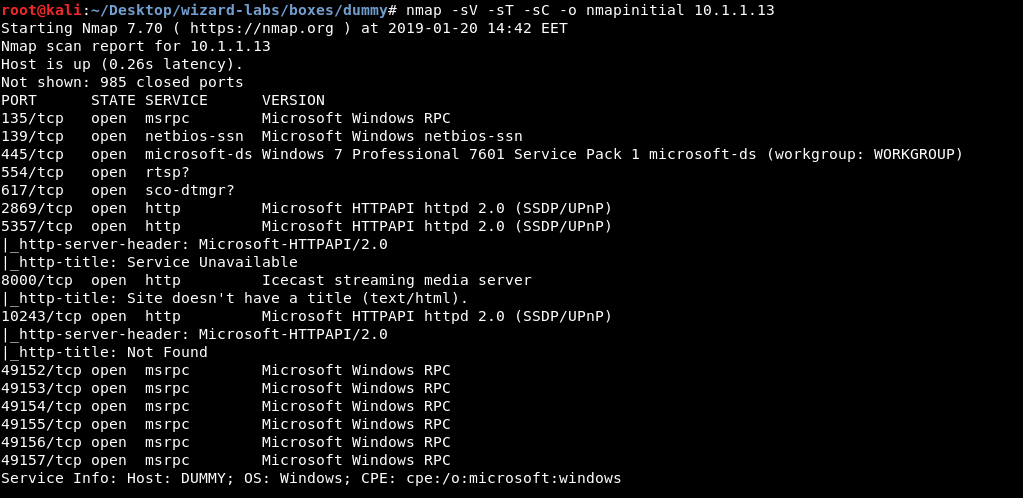 root@kali:~/Desktop/wizard-labs/boxes/dummy# nmap -sV -sT -sC -o nmapinitial 10.1.1.13
Starting Nmap 7.70 ( https://nmap.org ) at 2019-01-20 14:42 EET
Nmap scan report for 10.1.1.13
Host is up (0.26s latency).
Not shown: 985 closed ports
PORT      STATE SERVICE      VERSION
135/tcp   open  msrpc        Microsoft Windows RPC
139/tcp   open  netbios-ssn  Microsoft Windows netbios-ssn
445/tcp   open  microsoft-ds Windows 7 Professional 7601 Service Pack 1 microsoft-ds (workgroup: WORKGROUP)
554/tcp   open  rtsp?
617/tcp   open  sco-dtmgr?
2869/tcp  open  http         Microsoft HTTPAPI httpd 2.0 (SSDP/UPnP)
5357/tcp  open  http         Microsoft HTTPAPI httpd 2.0 (SSDP/UPnP)
|_http-server-header: Microsoft-HTTPAPI/2.0
|_http-title: Service Unavailable
8000/tcp  open  http         Icecast streaming media server
|_http-title: Site doesn't have a title (text/html).
10243/tcp open  http         Microsoft HTTPAPI httpd 2.0 (SSDP/UPnP)
|_http-server-header: Microsoft-HTTPAPI/2.0
|_http-title: Not Found
49152/tcp open  msrpc        Microsoft Windows RPC
49153/tcp open  msrpc        Microsoft Windows RPC
49154/tcp open  msrpc        Microsoft Windows RPC
49155/tcp open  msrpc        Microsoft Windows RPC
49156/tcp open  msrpc        Microsoft Windows RPC
49157/tcp open  msrpc        Microsoft Windows RPC
Service Info: Host: DUMMY; OS: Windows; CPE: cpe:/o:microsoft:windows